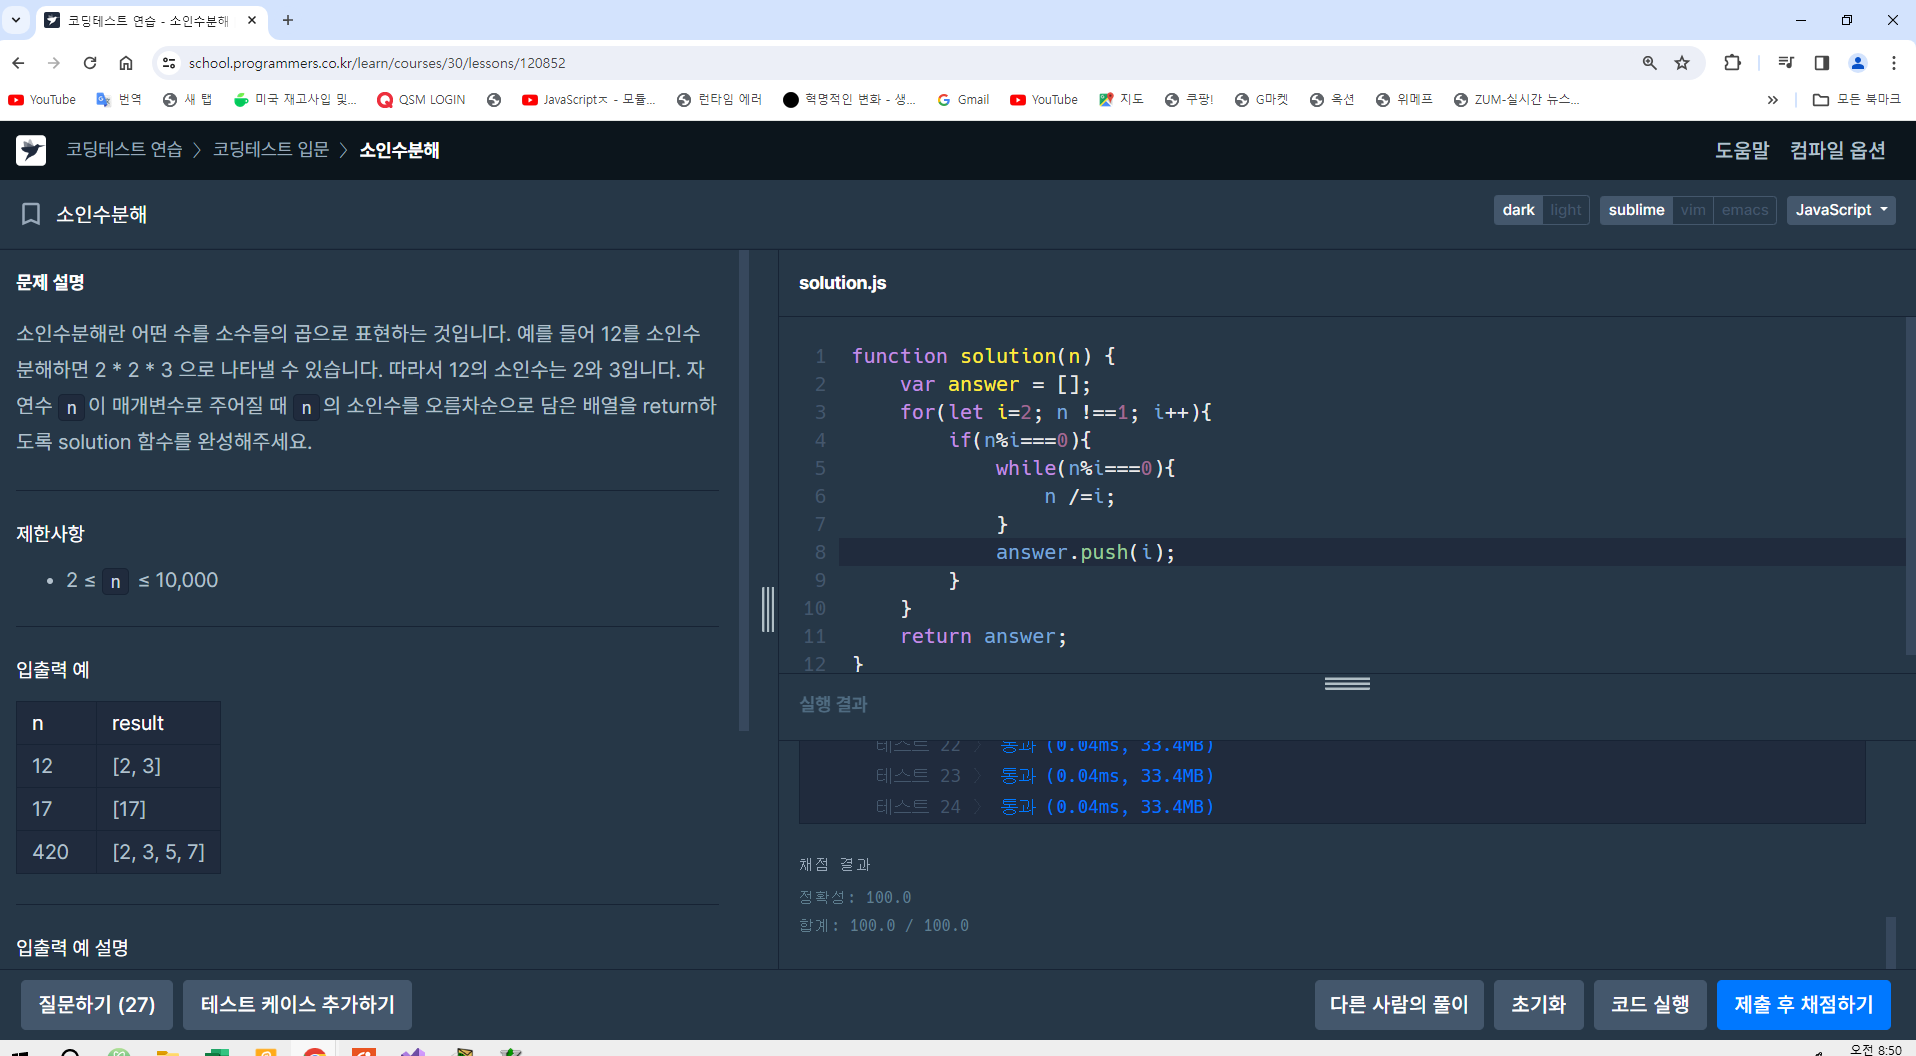 코딩테스트 연습 - 소인수분해
school.programmers.co.kr/learn/courses/30/lessons/120852
YouTube 번역 새 탭 미국 재고사입 및... QSM LOGIN JavaScriptㅈ - 모듈... 런타임 에러 혁명적인 변화 - 생... Gmail YouTube 지도 쿠팡! G마켓 옥션 위메프 ZUM-실시간 뉴스... » 모든 북마크
코딩테스트 연습 > 코딩테스트 입문 > 소인수분해 도움말 컴파일 옵션
소인수분해 dark light sublime vim emacs JavaScript
문제 설명
소인수분해란 어떤 수를 소수들의 곱으로 표현하는 것입니다. 예를 들어 12를 소인수
분해하면 2 * 2 * 3 으로 나타낼 수 있습니다. 따라서 12의 소인수는 2와 3입니다. 자
연수 n이 매개변수로 주어질 때 n의 소인수를 오름차순으로 담은 배열을 return하
도록 solution 함수를 완성해주세요.
제한사항
• 2 ≤ n ≤ 10,000
입출력 예
n result
12 [2, 3]
17 [17]
420 [2, 3, 5, 7]
입출력 예 설명
solution.js
1 function solution(n) {
2 var answer = [];
3 for(let i=2; n !==1; i++){
4 if(n%i===0){
5 while(n%i===0){
6 n /=i;
7 }
8 answer.push(i);
9 }
10 }
11 return answer;
12 }
실행 결과
테스트 22 > 통과 (0.04ms, 33.4MB)
테스트 23 > 통과 (0.04ms, 33.4MB)
테스트 24 > 통과 (0.04ms, 33.4MB)
채점 결과
정확성: 100.0
합계: 100.0 / 100.0
질문하기 (27) 테스트 케이스 추가하기 다른 사람의 풀이 초기화 코드 실행 제출 후 채점하기
오전 8:50